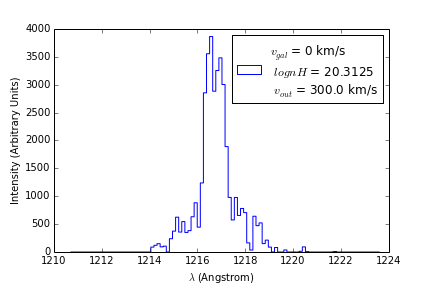 4000
3500
3000
2500
2000
1500
1000
500
0
Intensity (Arbitrary Units)
v_gal = 0 km/s
lognH = 20.3125
v_out = 300.0 km/s
1210 1212 1214 1216 1218 1220 1222 1224
λ (Angstrom)